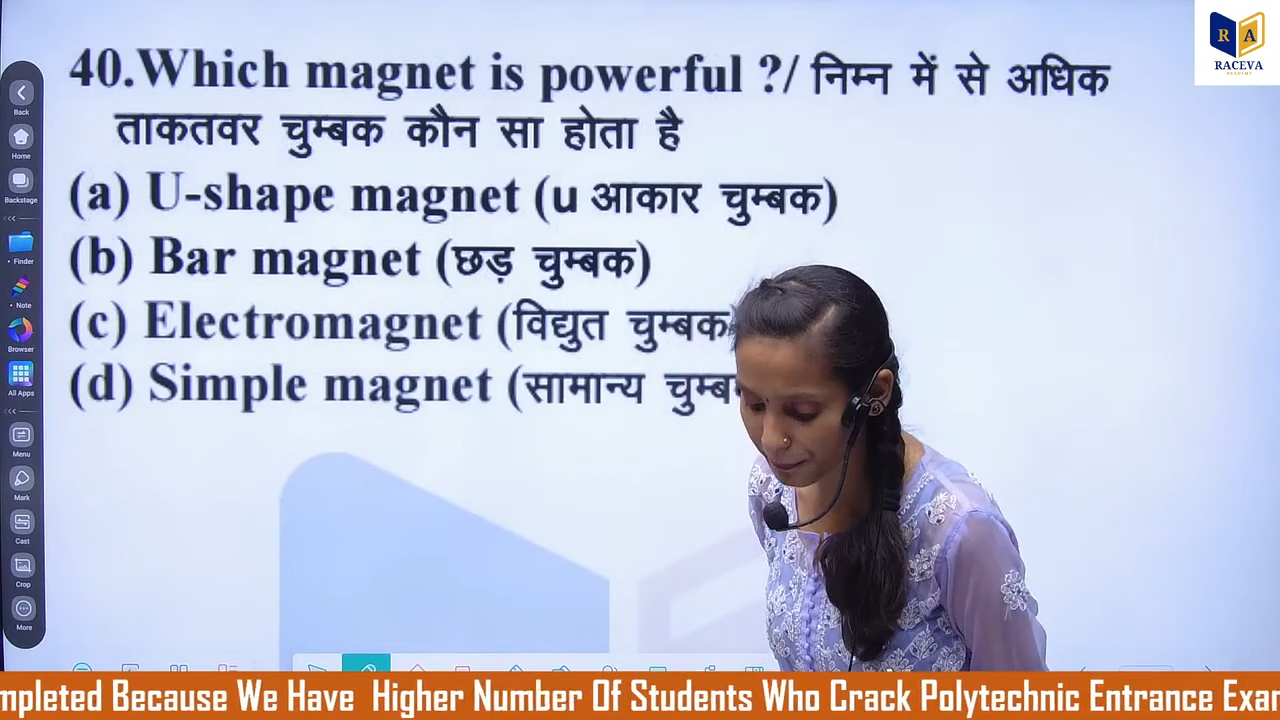 40.Which magnet is powerful ?/ निम्न में से अधिक
ताकतवर चुम्बक कौन सा होता है
(a) U-shape magnet (u आकार चुम्बक)
(b) Bar magnet (छड़ चुम्बक)
(c) Electromagnet (विद्युत चुम्बक
(d) Simple magnet (सामान्य
R A
RACEVA
ACADEMY
Back
Home
Backstage
Finder
Note
Browser
All Apps
Menu
Mark
Cast
Crop
More
Because We Have Higher Number Of Students Who Crack Polytechnic Entrance